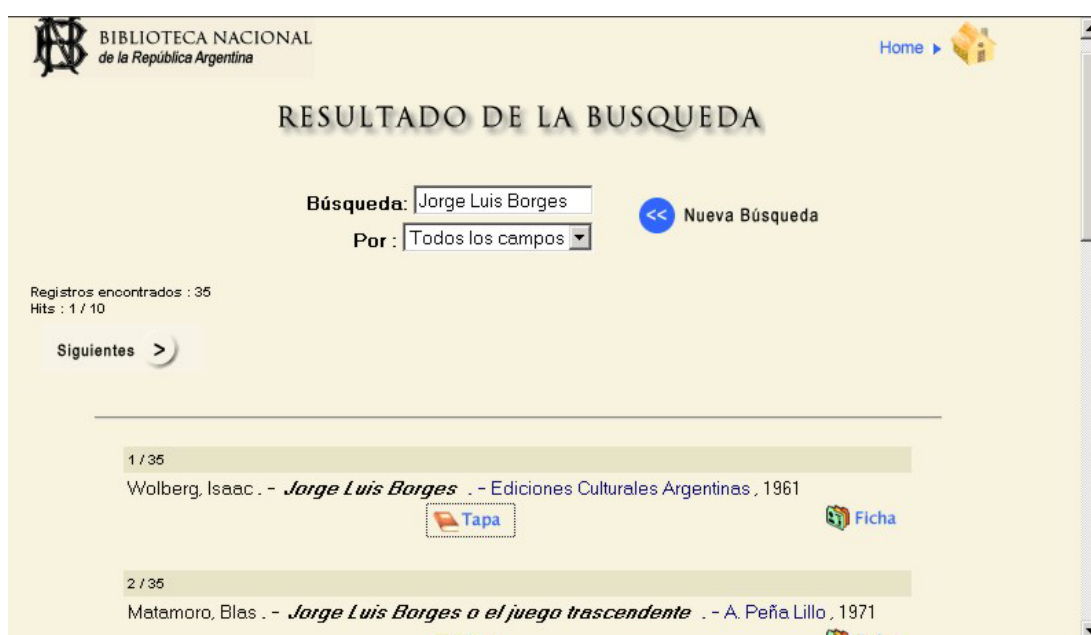 BIBLIOTECA NACIONAL
de la República Argentina
Home
RESULTADO DE LA BUSQUEDA
Búsqueda: Jorge Luis Borges
<< Nueva Búsqueda
Por : Todos los campos
Registros encontrados : 35
Hits : 1 / 10
Siguientes >
1 / 35
Wolberg, Isaac . - Jorge Luis Borges . - Ediciones Culturales Argentinas , 1961
Tapa Ficha
2 / 35
Matamoro, Blas . - Jorge Luis Borges o el juego trascendente . - A. Peña Lillo , 1971